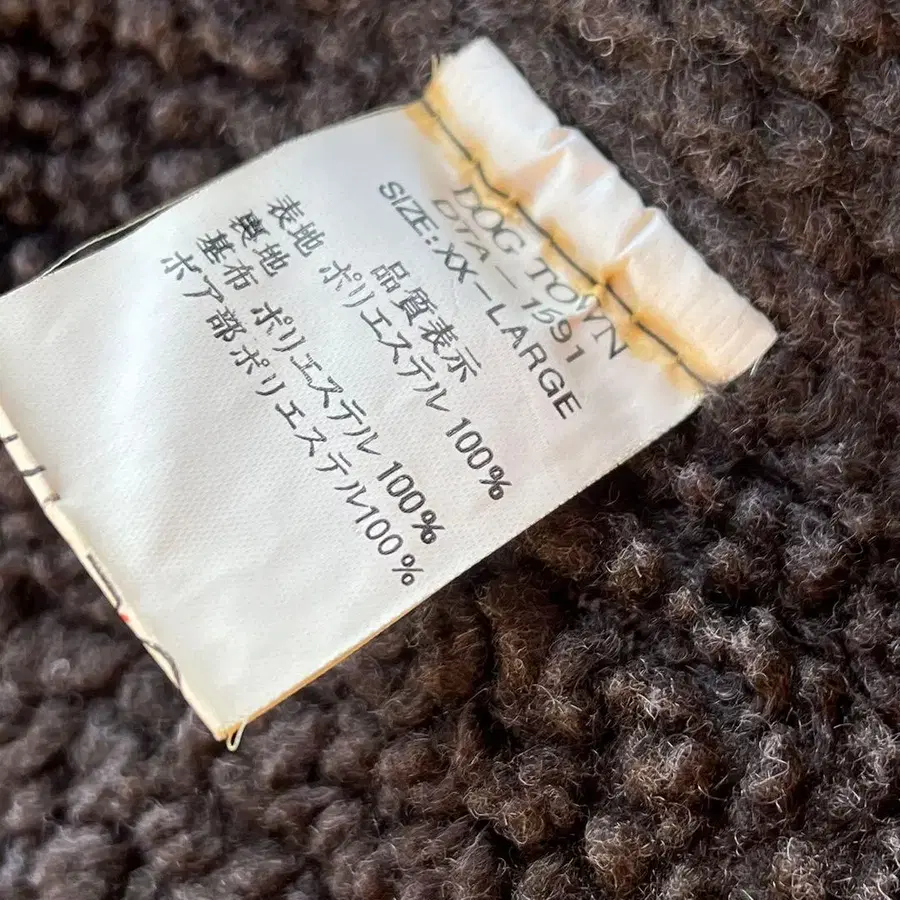 DOG TOWN
DTA-1591
SIZE:XX-LARGE
品質表示
表地 ポリエステル 100%
裏地
基布 ポリエステル 100%
ボア部ポリエステル100%